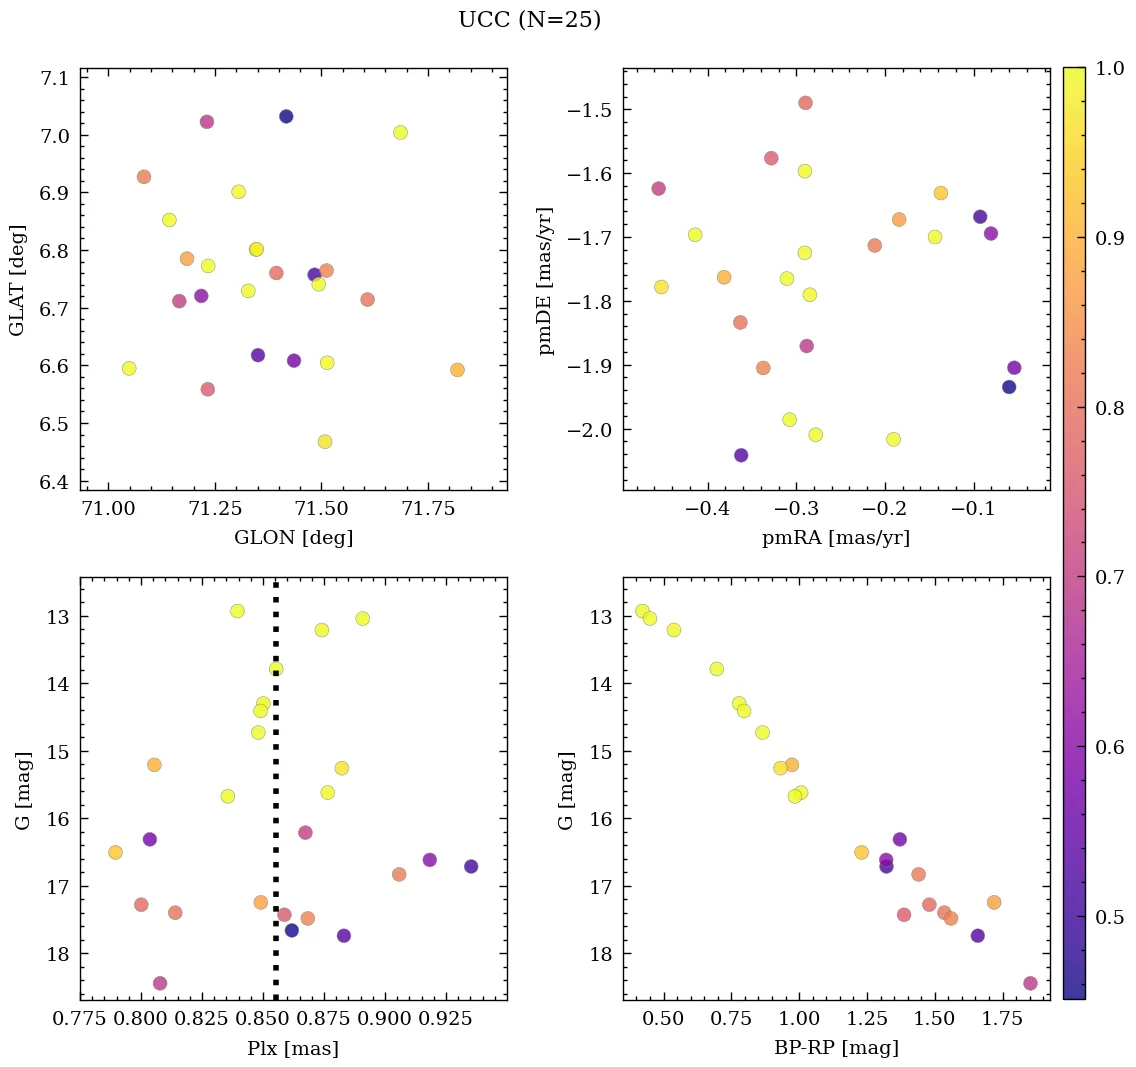 UCC (N=25)
7.1
7.0
6.9
6.8
6.7
6.6
6.5
6.4
GLAT [deg]
71.00 71.25 71.50 71.75
GLON [deg]
−1.5
−1.6
−1.7
−1.8
−1.9
−2.0
pmDE [mas/yr]
−0.4 −0.3 −0.2 −0.1
pmRA [mas/yr]
13
14
15
16
17
18
G [mag]
0.775 0.800 0.825 0.850 0.875 0.900 0.925
Plx [mas]
13
14
15
16
17
18
G [mag]
0.50 0.75 1.00 1.25 1.50 1.75
BP-RP [mag]
1.0
0.9
0.8
0.7
0.6
0.5